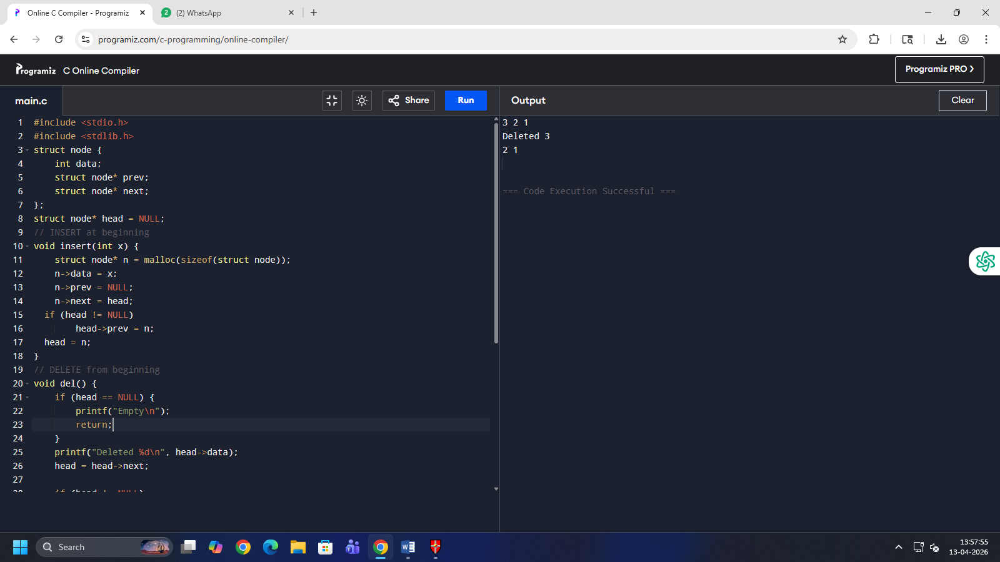 Online C Compiler - Programiz
2
(2) WhatsApp
programiz.com/c-programming/online-compiler/
Programiz C Online Compiler
Programiz PRO
main.c
Share
Run
Output
Clear
1 #include <stdio.h>
2 #include <stdlib.h>
3 struct node {
4     int data;
5     struct node* prev;
6     struct node* next;
7 };
8 struct node* head = NULL;
9 // INSERT at beginning
10 void insert(int x) {
11     struct node* n = malloc(sizeof(struct node));
12     n->data = x;
13     n->prev = NULL;
14     n->next = head;
15   if (head != NULL)
16         head->prev = n;
17   head = n;
18 }
19 // DELETE from beginning
20 void del() {
21     if (head == NULL) {
22         printf("Empty\n");
23         return;
24     }
25     printf("Deleted %d\n", head->data);
26     head = head->next;
27
28     if (head != NULL)
3 2 1
Deleted 3
2 1
=== Code Execution Successful ===
Search
13:57:55
13-04-2026